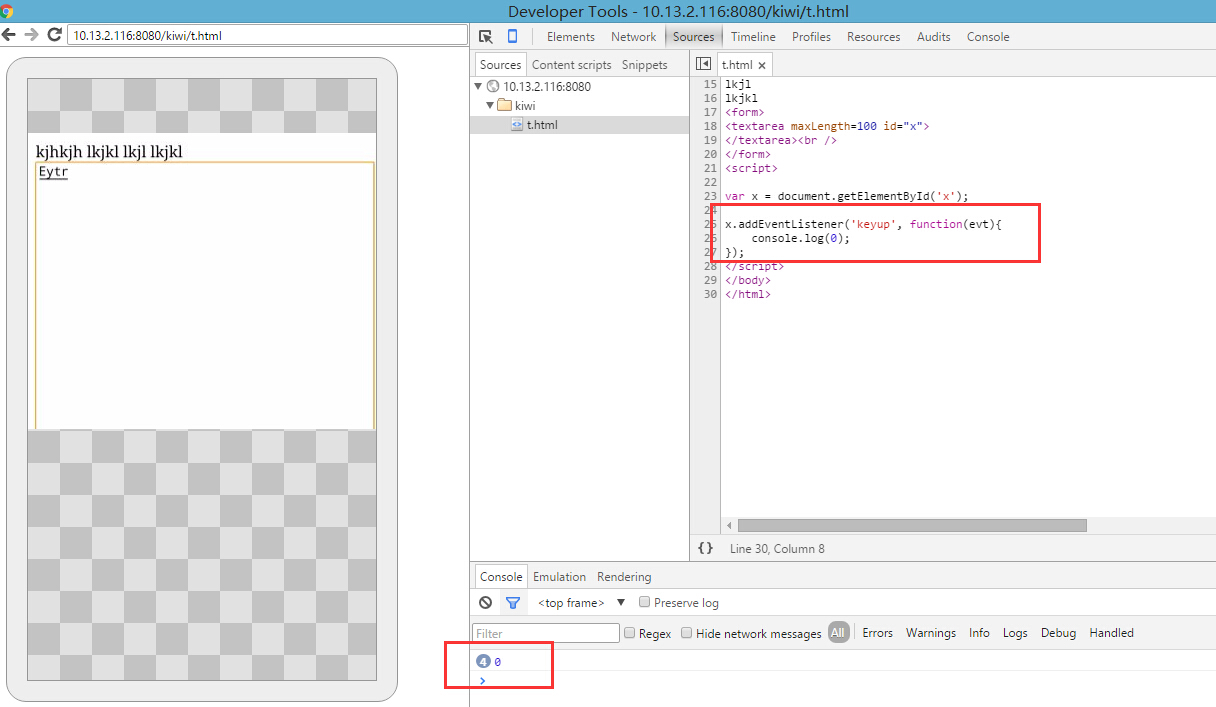 Developer Tools - 10.13.2.116:8080/kiwi/t.html
10.13.2.116:8080/kiwi/t.html
Elements Network Sources Timeline Profiles Resources Audits Console
Sources Content scripts Snippets
t.html ×
10.13.2.116:8080
kiwi
t.html
kjhkjh lkjkl lkjl lkjkl
Eytr
15 lkjl
16 lkjkl
17 <form>
18 <textarea maxLength=100 id="x">
19 </textarea><br />
20 </form>
21 <script>
22
23 var x = document.getElementById('x');
24
25 x.addEventListener('keyup', function(evt){
26 console.log(0);
27 });
28 </script>
29 </body>
30 </html>
{} Line 30, Column 8
Console Emulation Rendering
<top frame> ▼ Preserve log
Filter Regex Hide network messages All Errors Warnings Info Logs Debug Handled
4 0
>